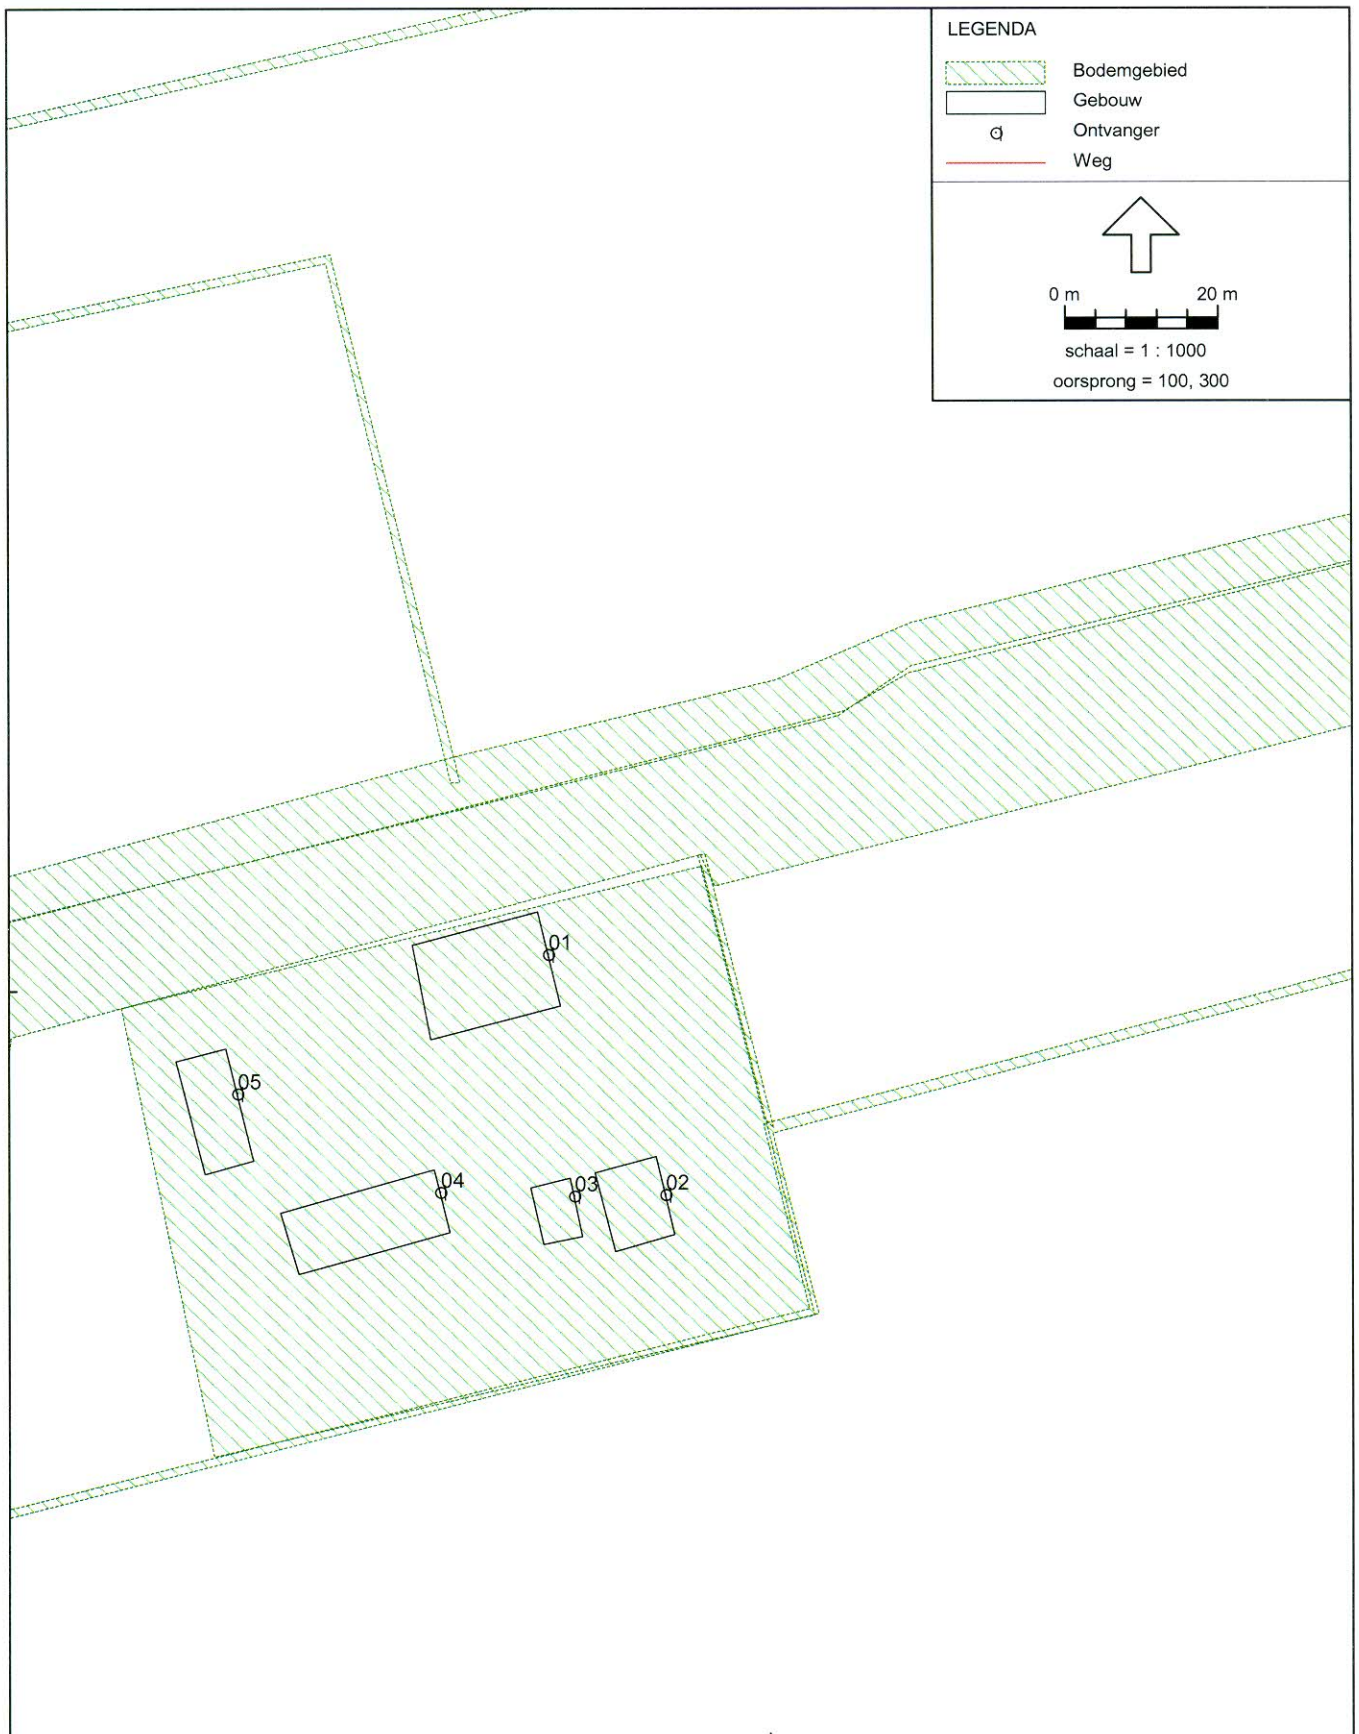 LEGENDA
Bodemgebied
Gebouw
Ontvanger
Weg
0 m 20 m
schaal = 1 : 1000
oorsprong = 100, 300
01
05
04
03
02